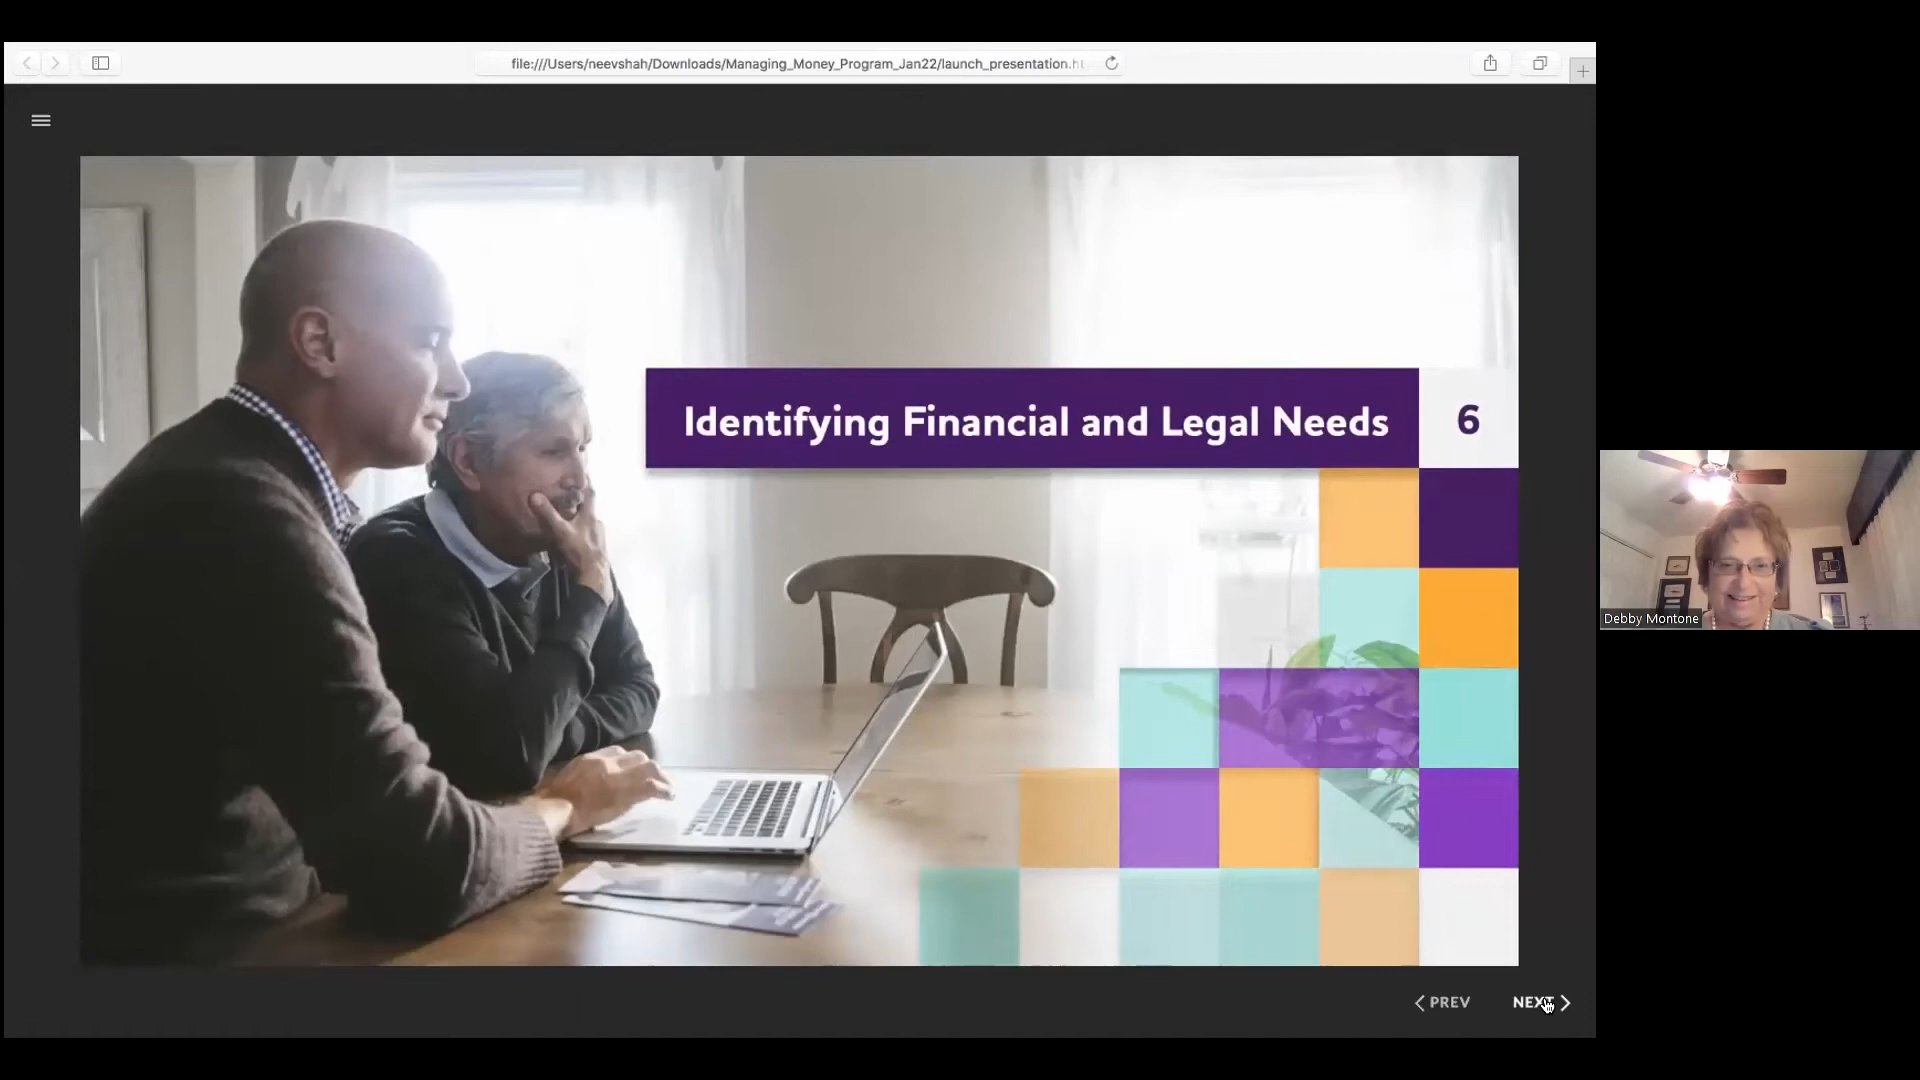 file:///Users/neevshah/Downloads/Managing_Money_Program_Jan22/launch_presentation.ht
Identifying Financial and Legal Needs
6
Debby Montone
PREV
NEXT